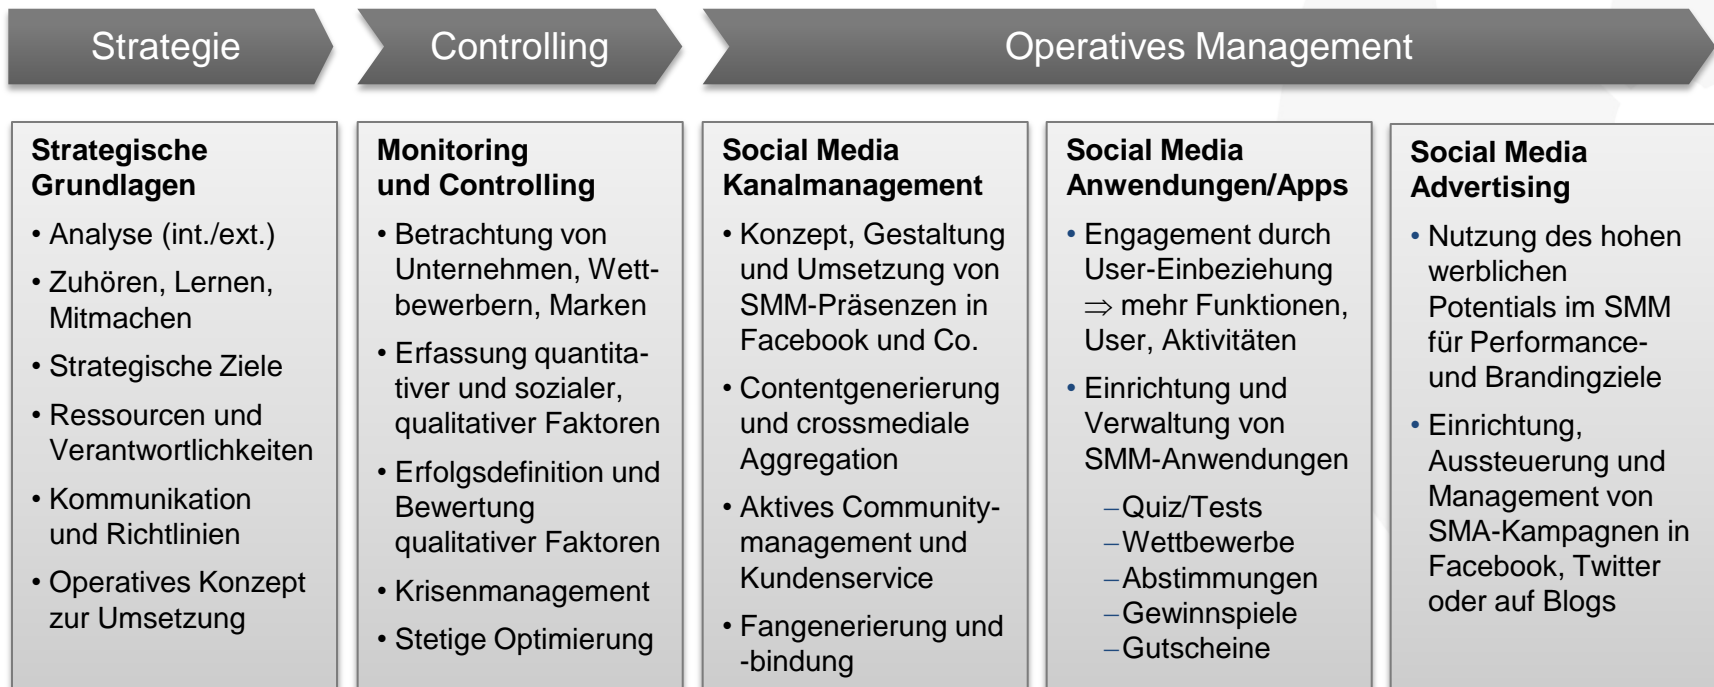 Strategie
Controlling
Operatives Management
Strategische
Grundlagen
• Analyse (int./ext.)
• Zuhören, Lernen,
Mitmachen
• Strategische Ziele
• Ressourcen und
Verantwortlichkeiten
• Kommunikation
und Richtlinien
• Operatives Konzept
zur Umsetzung
Monitoring
und Controlling
• Betrachtung von
Unternehmen, Wett-
bewerbern, Marken
• Erfassung quantita-
tiver und sozialer,
qualitativer Faktoren
• Erfolgsdefinition und
Bewertung
qualitativer Faktoren
• Krisenmanagement
• Stetige Optimierung
Social Media
Kanalmanagement
• Konzept, Gestaltung
und Umsetzung von
SMM-Präsenzen in
Facebook und Co.
• Contentgenerierung
und crossmediale
Aggregation
• Aktives Community-
management und
Kundenservice
• Fangenerierung und
-bindung
Social Media
Anwendungen/Apps
• Engagement durch
User-Einbeziehung
⇒ mehr Funktionen,
User, Aktivitäten
• Einrichtung und
Verwaltung von
SMM-Anwendungen
–Quiz/Tests
–Wettbewerbe
–Abstimmungen
–Gewinnspiele
–Gutscheine
Social Media
Advertising
• Nutzung des hohen
werblichen
Potentials im SMM
für Performance-
und Brandingziele
• Einrichtung,
Aussteuerung und
Management von
SMA-Kampagnen in
Facebook, Twitter
oder auf Blogs